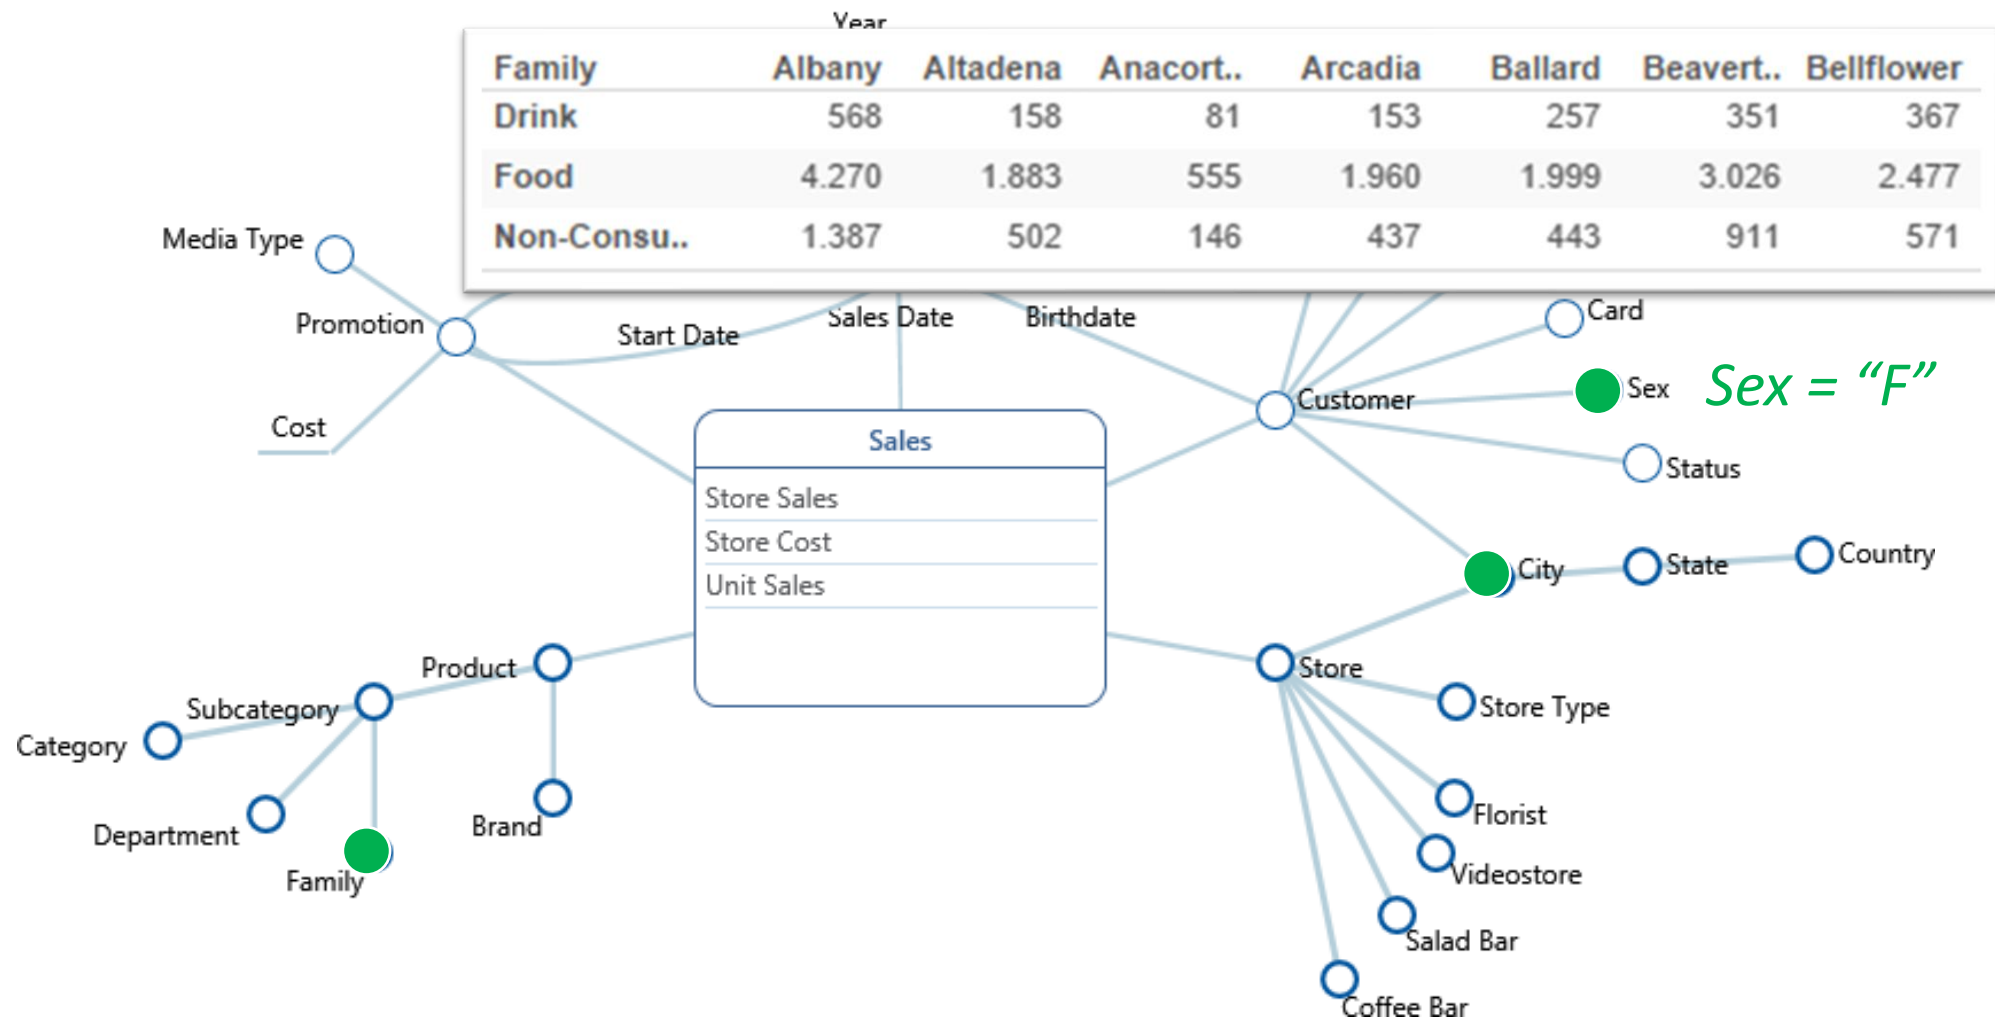 Year
Family Albany Altadena Anacort.. Arcadia Ballard Beavert.. Bellflower
Drink 568 158 81 153 257 351 367
Food 4.270 1.883 555 1.960 1.999 3.026 2.477
Non-Consu.. 1.387 502 146 437 443 911 571
Media Type
Promotion
Start Date
Sales Date
Birthdate
Card
Sex
Sex = “F”
Customer
Cost
Sales
Status
Store Sales
Store Cost
Unit Sales
City
State
Country
Product
Store
Subcategory
Store Type
Category
Department
Brand
Florist
Family
Videostore
Salad Bar
Coffee Bar